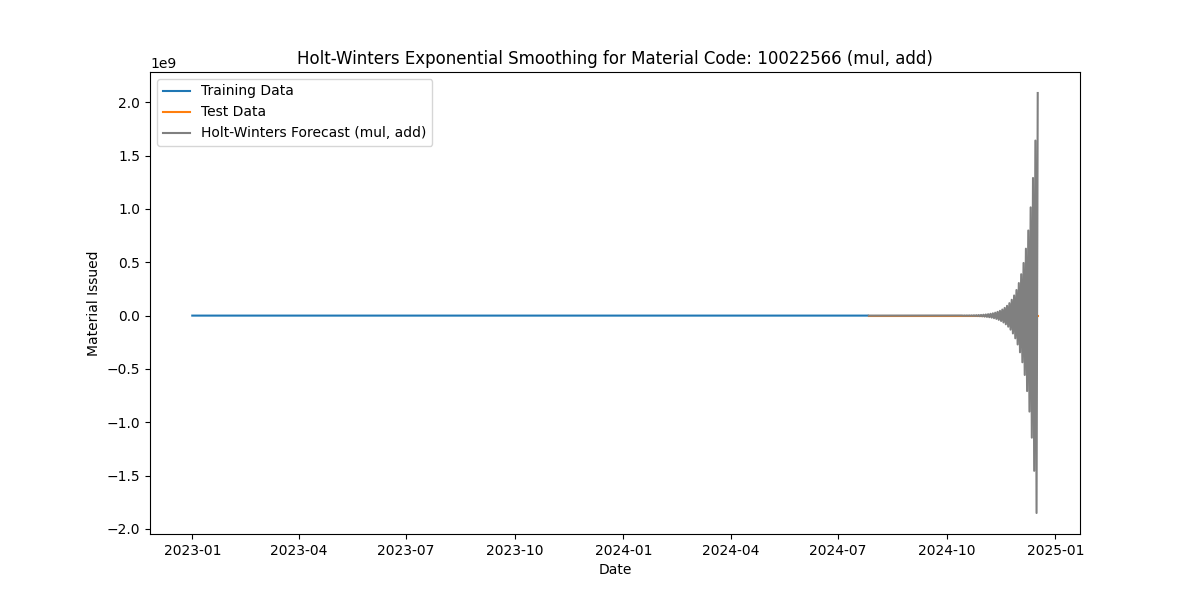 Holt-Winters Exponential Smoothing for Material Code: 10022566 (mul, add)
1e9
Training Data
Test Data
Holt-Winters Forecast (mul, add)
2.0
1.5
1.0
0.5
0.0
−0.5
−1.0
−1.5
−2.0
Material Issued
2023-01 2023-04 2023-07 2023-10 2024-01 2024-04 2024-07 2024-10 2025-01
Date